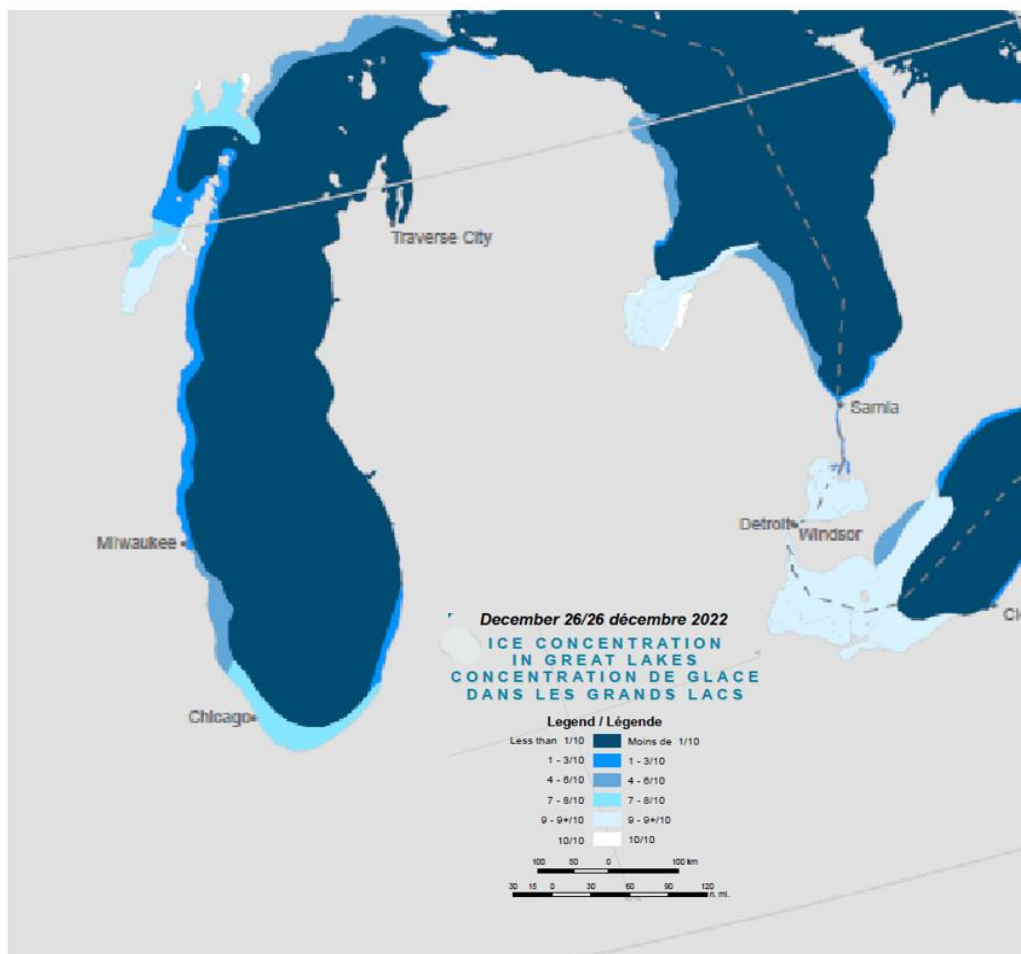 Traverse City
Sarnia
Detroit
Windsor
Milwaukee
December 26/26 décembre 2022
ICE CONCENTRATION
IN GREAT LAKES
CONCENTRATION DE GLACE
DANS LES GRANDS LACS
Cle
Chicago
Legend / Légende
Less than 1/10 Moins de 1/10
1 - 3/10 1 - 3/10
4 - 6/10 4 - 6/10
7 - 8/10 7 - 8/10
9 - 9+/10 9 - 9+/10
10/10 10/10
100 50 0 100 km
30 15 0 30 60 90 120
n. mi.